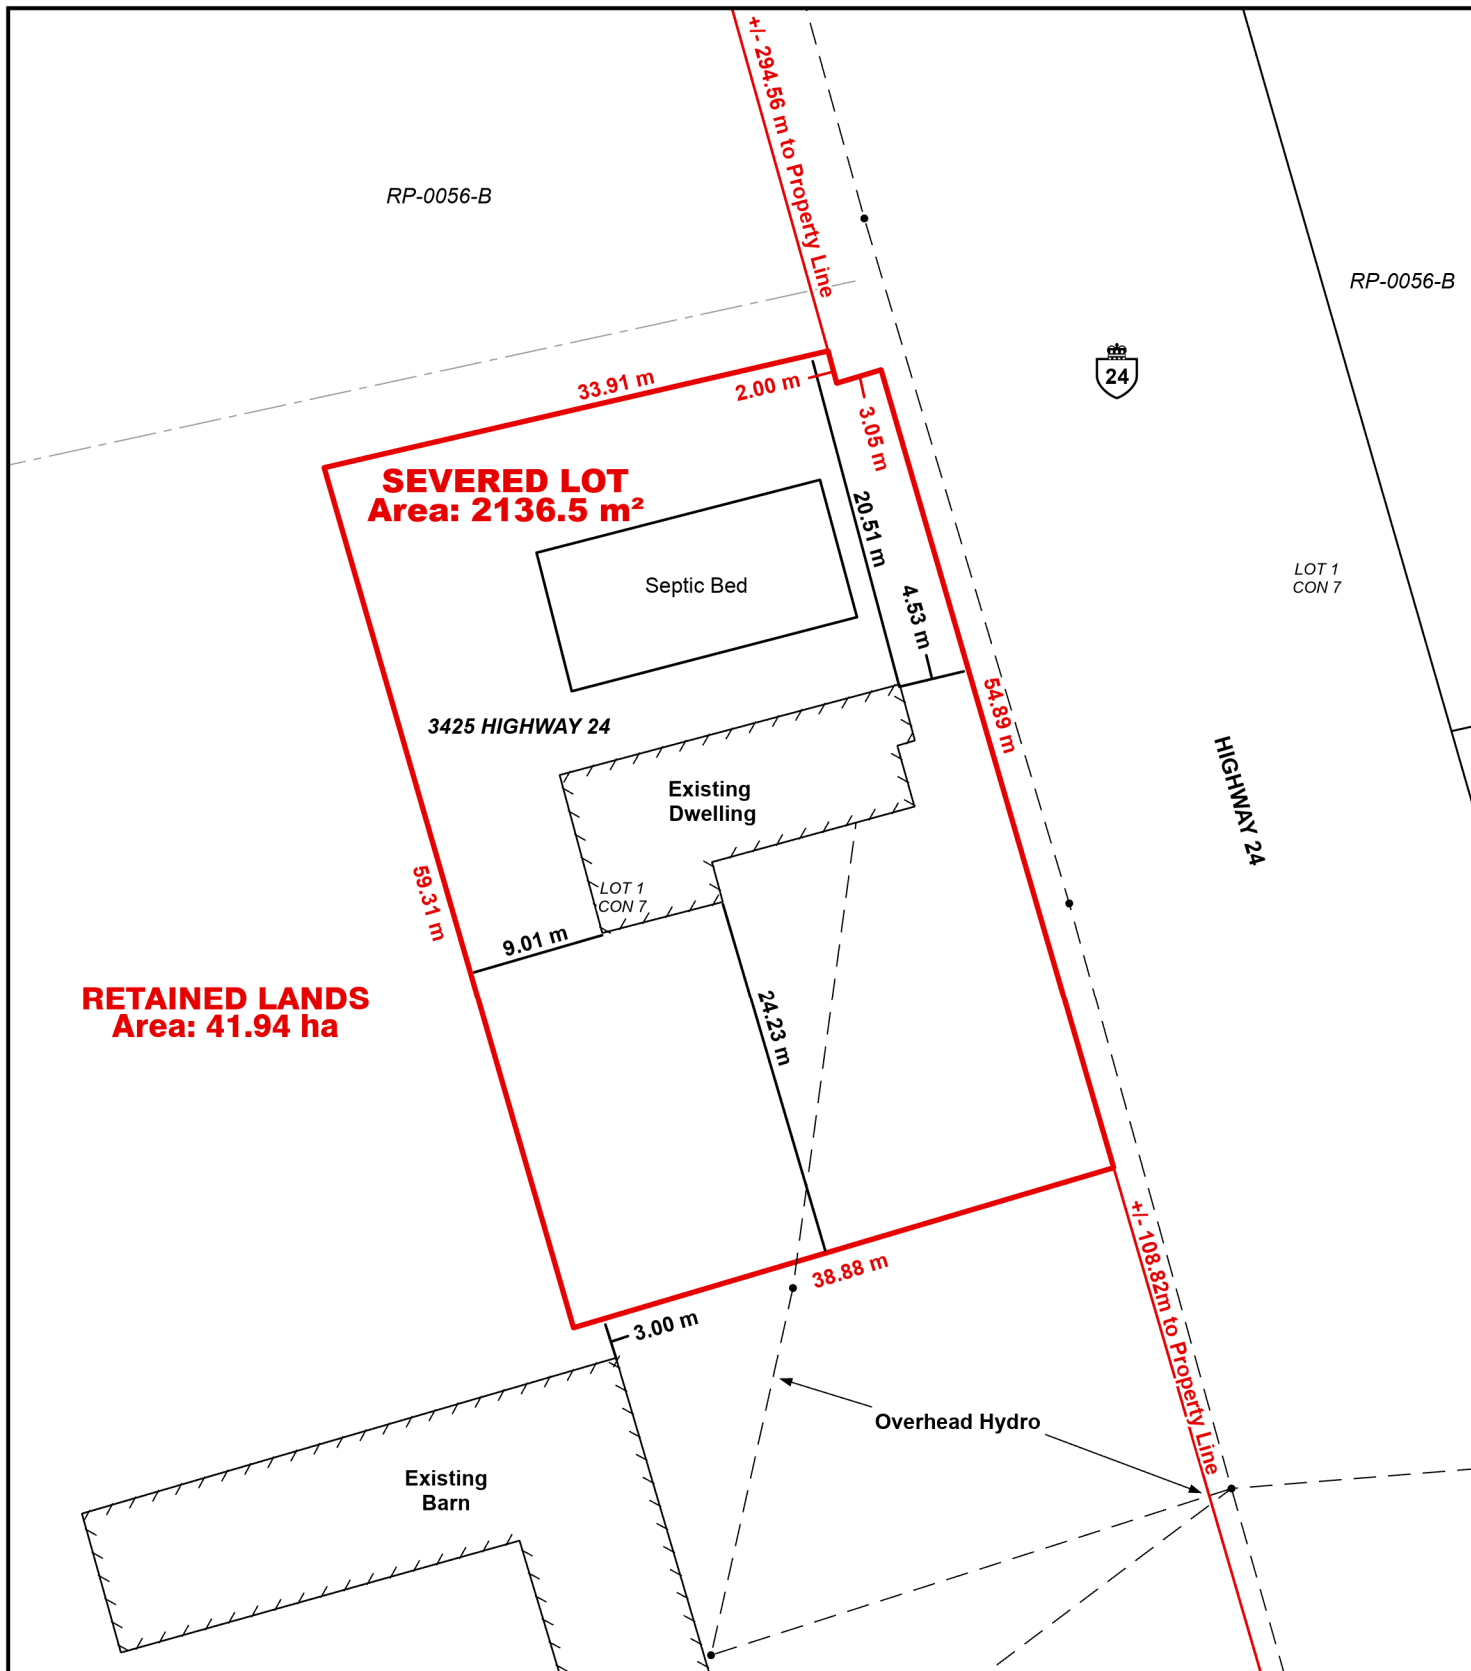 +/- 294.56 m to Property Line
RP-0056-B
RP-0056-B
24
33.91 m
2.00 m
3.05 m
SEVERED LOT
Area: 2136.5 m²
20.51 m
Septic Bed
4.53 m
LOT 1
CON 7
54.89 m
3425 HIGHWAY 24
HIGHWAY 24
Existing
Dwelling
59.31 m
LOT 1
CON 7
9.01 m
RETAINED LANDS
Area: 41.94 ha
24.23 m
38.88 m
+/- 108.82m to Property Line
3.00 m
Overhead Hydro
Existing
Barn